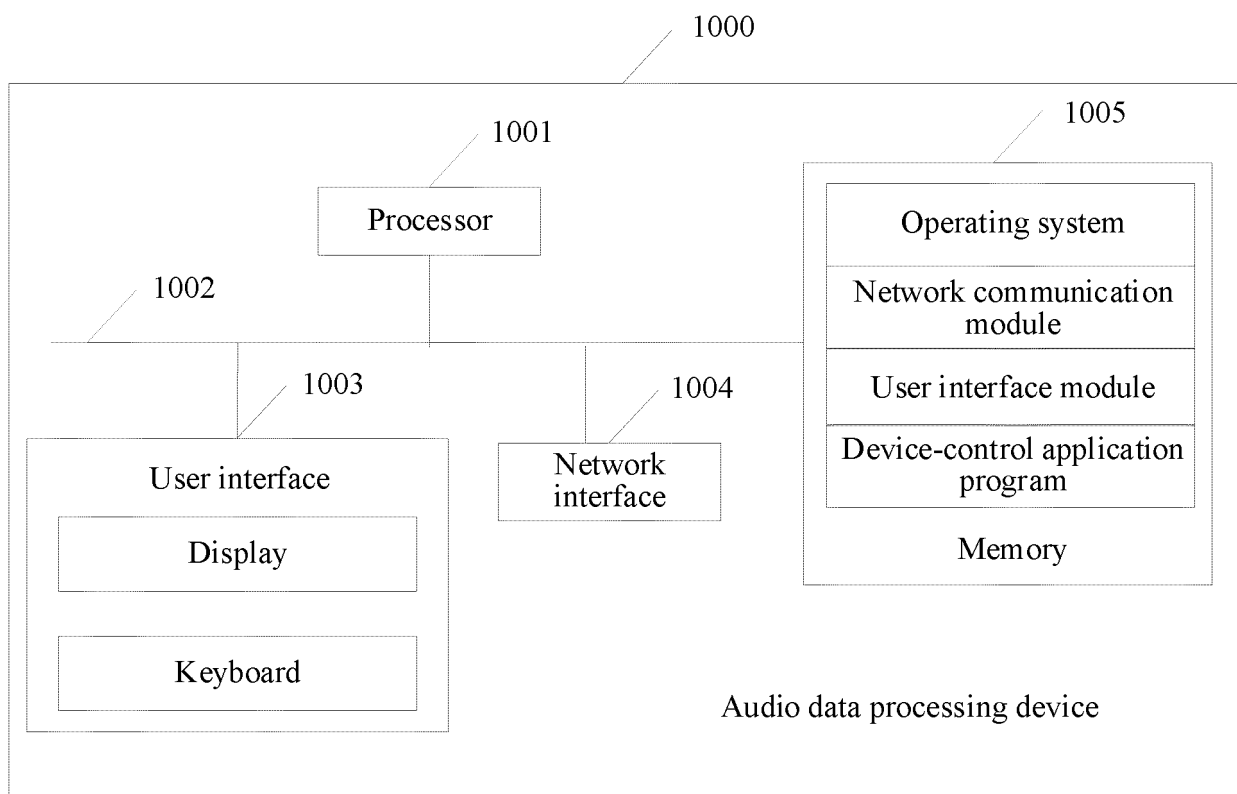 1000
1005
1001
Processor
Operating system
1002
Network communication
module
1003
1004
User interface module
User interface
Network
interface
Device-control application
program
Display
Memory
Keyboard
Audio data processing device